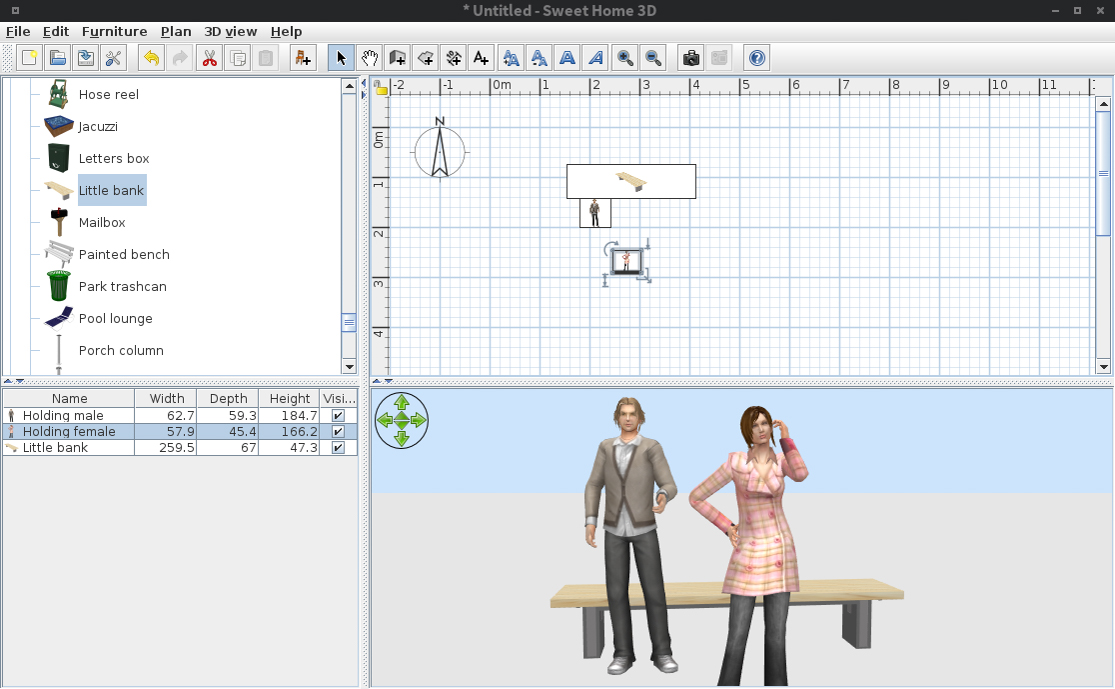 * Untitled - Sweet Home 3D
File Edit Furniture Plan 3D view Help
Hose reel
Jacuzzi
Letters box
Little bank
Mailbox
Painted bench
Park trashcan
Pool lounge
Porch column
-2 -1 0m 1 2 3 4 5 6 7 8 9 10 11
0m
1
2
3
4
N
Name Width Depth Height Visi...
Holding male 62.7 59.3 184.7
Holding female 57.9 45.4 166.2
Little bank 259.5 67 47.3